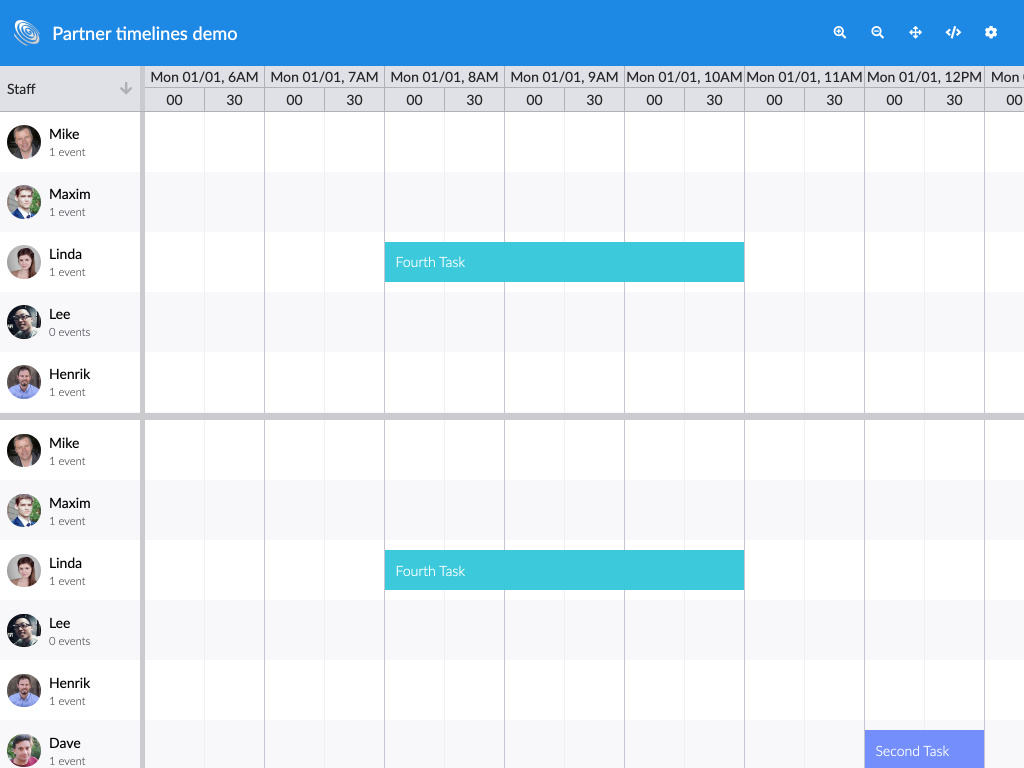 Partner timelines demo
Staff
Mon 01/01, 6AM Mon 01/01, 7AM Mon 01/01, 8AM Mon 01/01, 9AM Mon 01/01, 10AM Mon 01/01, 11AM Mon 01/01, 12PM Mon
00 30 00 30 00 30 00 30 00 30 00 30 00 30 00
Mike
1 event
Maxim
1 event
Linda
1 event
Fourth Task
Lee
0 events
Henrik
1 event
Mike
1 event
Maxim
1 event
Linda
1 event
Fourth Task
Lee
0 events
Henrik
1 event
Dave
1 event
Second Task